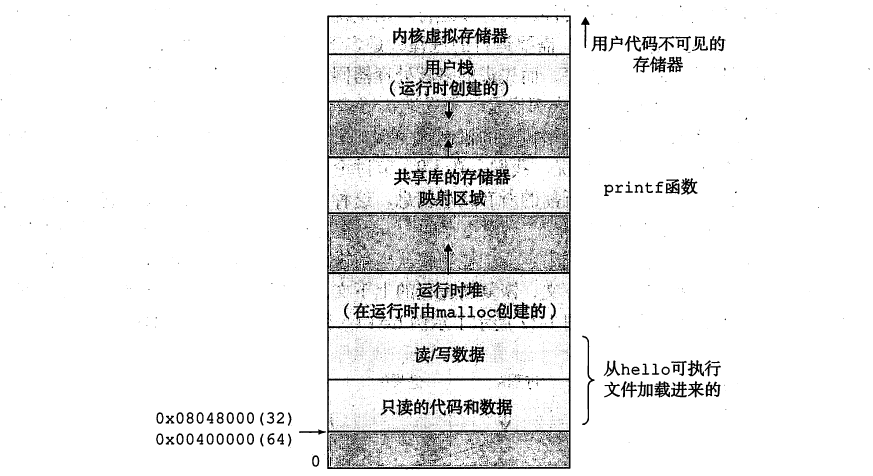 内核虚拟存储器
用户代码不可见的
存储器
用户栈
（运行时创建的）
共享库的存储器
映射区域
printf函数
运行时堆
（在运行时由malloc创建的）
读/写数据
从hello可执行
文件加载进来的
只读的代码和数据
0x08048000(32)
0x00400000(64)
0